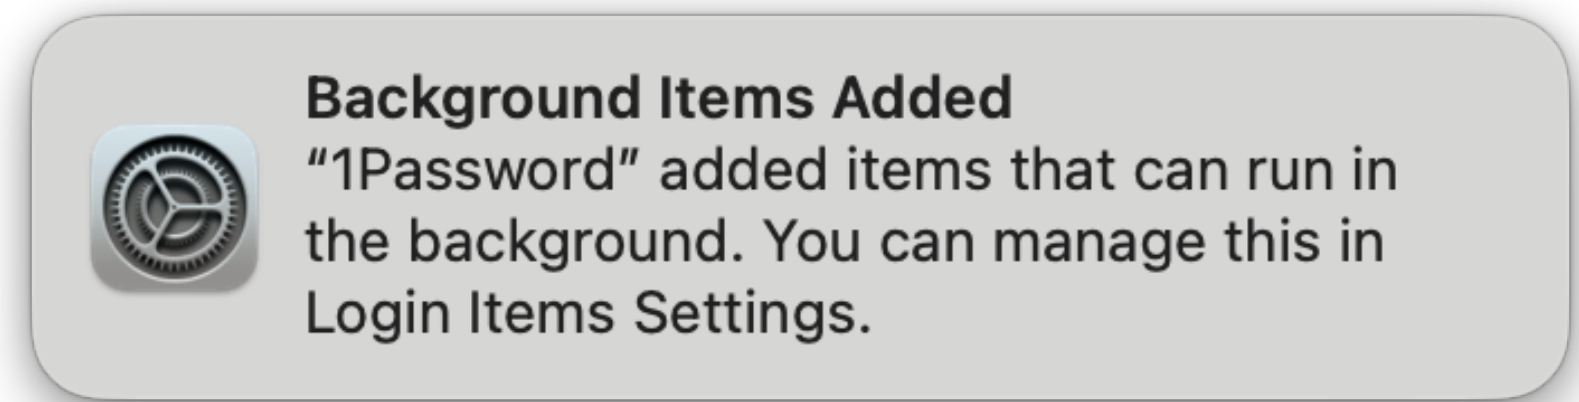 Background Items Added
“1Password” added items that can run in
the background. You can manage this in
Login Items Settings.